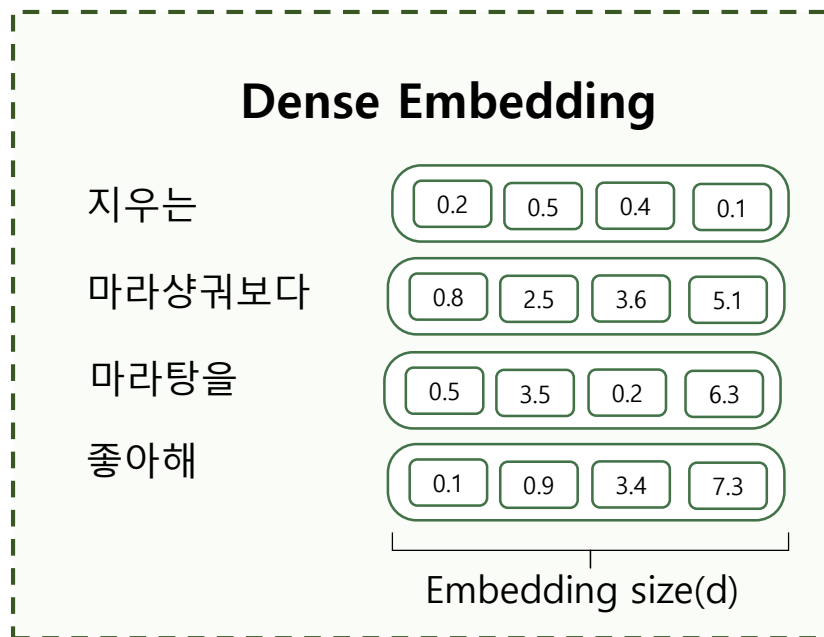 Dense Embedding
지우는 0.2 0.5 0.4 0.1
마라샹궈보다 0.8 2.5 3.6 5.1
마라탕을 0.5 3.5 0.2 6.3
좋아해 0.1 0.9 3.4 7.3
Embedding size(d)